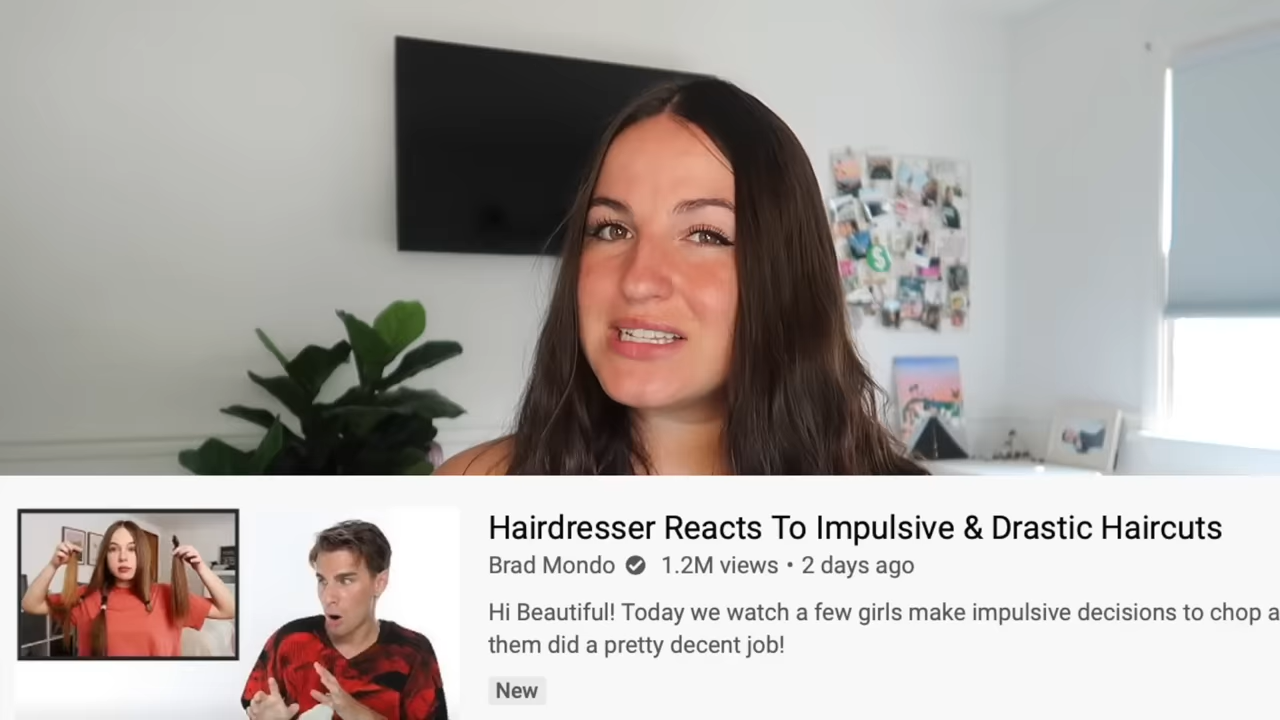 Hairdresser Reacts To Impulsive & Drastic Haircuts
Brad Mondo 1.2M views • 2 days ago
Hi Beautiful! Today we watch a few girls make impulsive decisions to chop a
them did a pretty decent job!
New